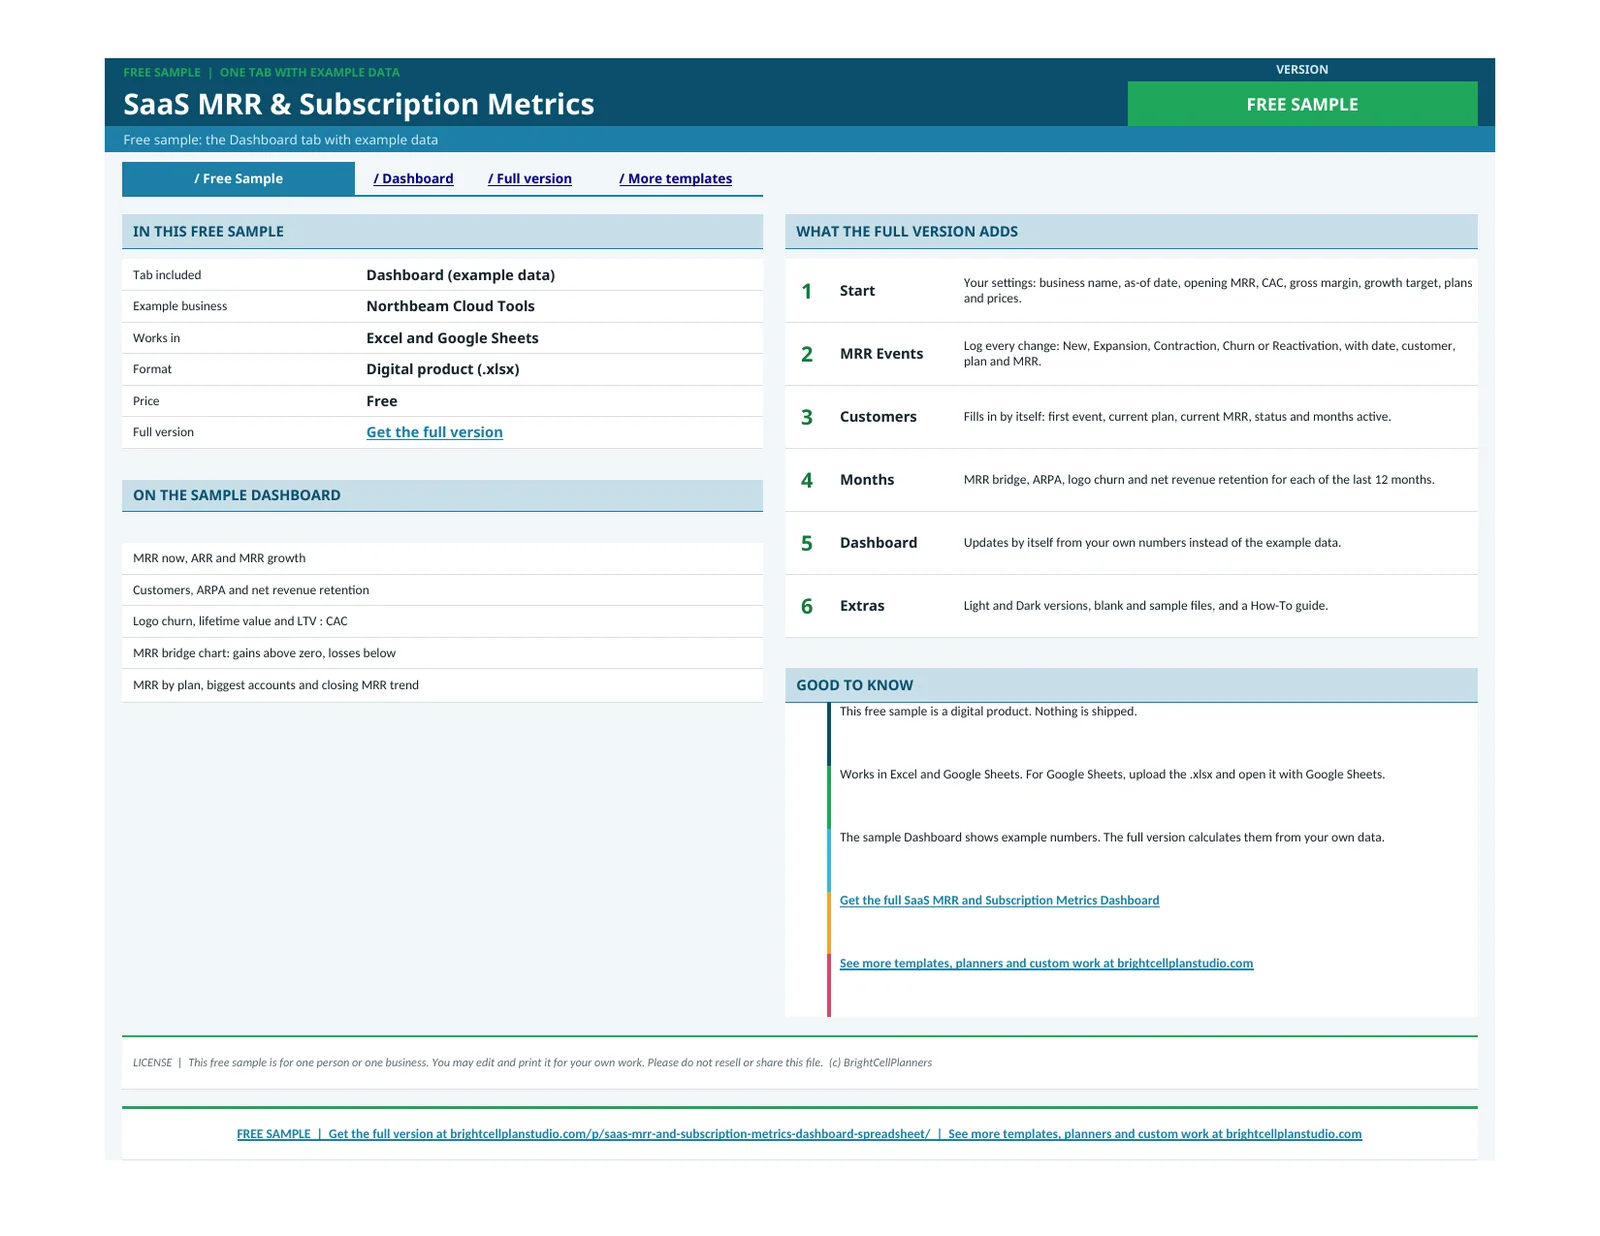 FREE SAMPLE | ONE TAB WITH EXAMPLE DATA
SaaS MRR & Subscription Metrics
VERSION
FREE SAMPLE
Free sample: the Dashboard tab with example data
/ Free Sample
/ Dashboard
/ Full version
/ More templates
IN THIS FREE SAMPLE
Tab included
Dashboard (example data)
Example business
Northbeam Cloud Tools
Works in
Excel and Google Sheets
Format
Digital product (.xlsx)
Price
Free
Full version
Get the full version
ON THE SAMPLE DASHBOARD
MRR now, ARR and MRR growth
Customers, ARPA and net revenue retention
Logo churn, lifetime value and LTV : CAC
MRR bridge chart: gains above zero, losses below
MRR by plan, biggest accounts and closing MRR trend
WHAT THE FULL VERSION ADDS
1
Start
Your settings: business name, as-of date, opening MRR, CAC, gross margin, growth target, plans
and prices.
2
MRR Events
Log every change: New, Expansion, Contraction, Churn or Reactivation, with date, customer,
plan and MRR.
3
Customers
Fills in by itself: first event, current plan, current MRR, status and months active.
4
Months
MRR bridge, ARPA, logo churn and net revenue retention for each of the last 12 months.
5
Dashboard
Updates by itself from your own numbers instead of the example data.
6
Extras
Light and Dark versions, blank and sample files, and a How-To guide.
GOOD TO KNOW
This free sample is a digital product. Nothing is shipped.
Works in Excel and Google Sheets. For Google Sheets, upload the .xlsx and open it with Google Sheets.
The sample Dashboard shows example numbers. The full version calculates them from your own data.
Get the full SaaS MRR and Subscription Metrics Dashboard
See more templates, planners and custom work at brightcellplanstudio.com
LICENSE | This free sample is for one person or one business. You may edit and print it for your own work. Please do not resell or share this file. (c) BrightCellPlanners
FREE SAMPLE | Get the full version at brightcellplanstudio.com/p/saas-mrr-and-subscription-metrics-dashboard-spreadsheet/ | See more templates, planners and custom work at brightcellplanstudio.com